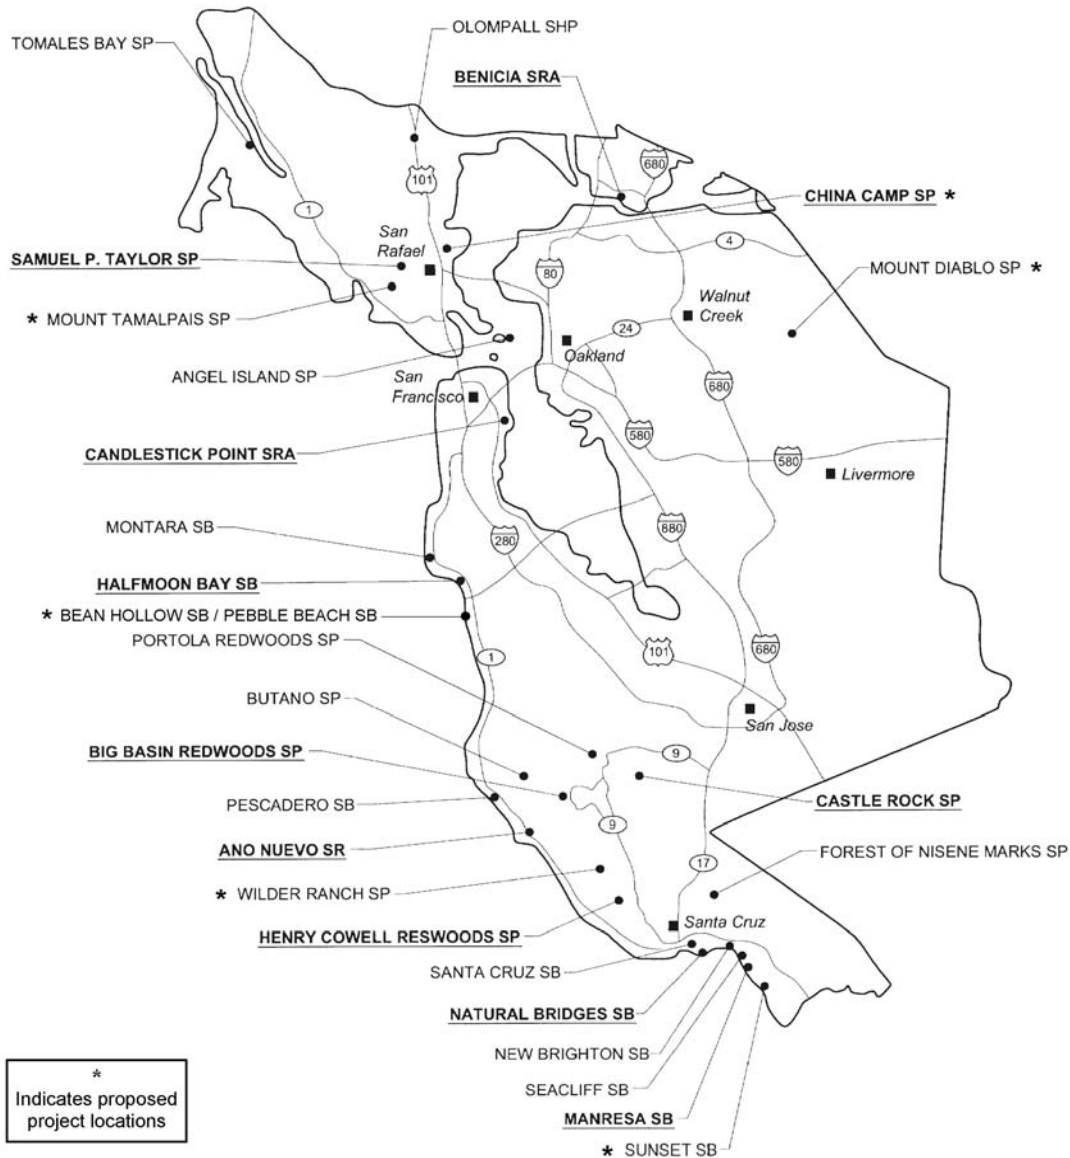 OLOMPALL SHP
TOMALES BAY SP
BENICIA SRA
680
101
CHINA CAMP SP *
1
San
Rafael
4
SAMUEL P. TAYLOR SP
80
MOUNT DIABLO SP *
* MOUNT TAMALPAIS SP
Walnut
Creek
24
Oakland
ANGEL ISLAND SP
San
Francisco
680
580
CANDLESTICK POINT SRA
580
Livermore
MONTARA SB
880
280
HALFMOON BAY SB
* BEAN HOLLOW SB / PEBBLE BEACH SB
PORTOLA REDWOODS SP
1
101
680
BUTANO SP
San Jose
BIG BASIN REDWOODS SP
9
PESCADERO SB
CASTLE ROCK SP
9
ANO NUEVO SR
FOREST OF NISENE MARKS SP
17
* WILDER RANCH SP
Santa Cruz
HENRY COWELL RESWOODS SP
SANTA CRUZ SB
NATURAL BRIDGES SB
NEW BRIGHTON SB
SEACLIFF SB
MANRESA SB
* SUNSET SB
*
Indicates proposed
project locations